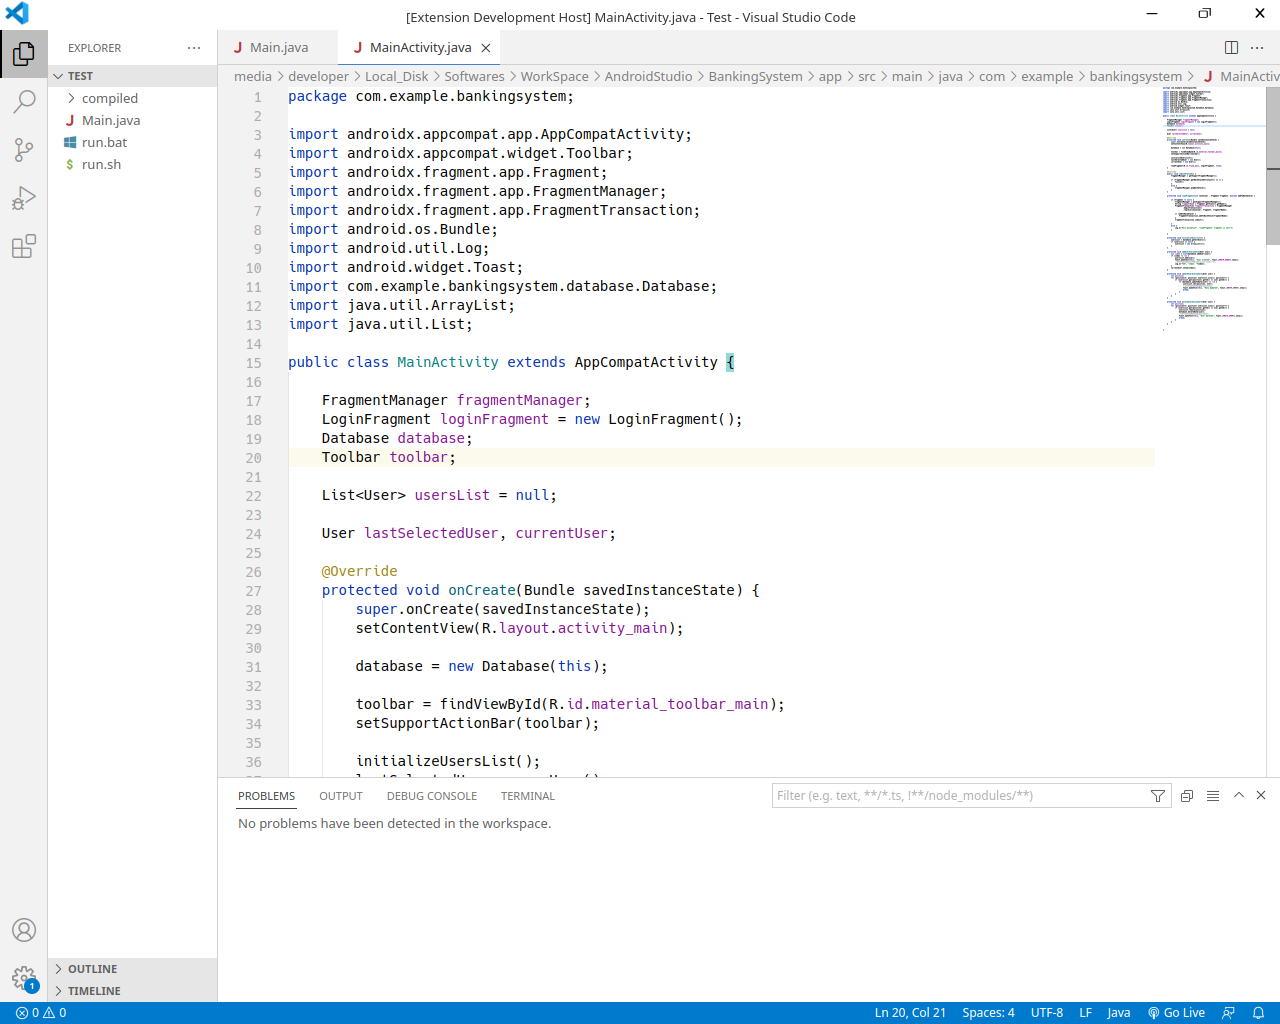 [Extension Development Host] MainActivity.java - Test - Visual Studio Code
EXPLORER
TEST
compiled
Main.java
run.bat
run.sh
OUTLINE
TIMELINE
1
Main.java
MainActivity.java
media > developer > Local_Disk > Softwares > WorkSpace > AndroidStudio > BankingSystem > app > src > main > java > com > example > bankingsystem > MainActiv
1 package com.example.bankingsystem;
2
3 import androidx.appcompat.app.AppCompatActivity;
4 import androidx.appcompat.widget.Toolbar;
5 import androidx.fragment.app.Fragment;
6 import androidx.fragment.app.FragmentManager;
7 import androidx.fragment.app.FragmentTransaction;
8 import android.os.Bundle;
9 import android.util.Log;
10 import android.widget.Toast;
11 import com.example.bankingsystem.database.Database;
12 import java.util.ArrayList;
13 import java.util.List;
14
15 public class MainActivity extends AppCompatActivity {
16
17 FragmentManager fragmentManager;
18 LoginFragment loginFragment = new LoginFragment();
19 Database database;
20 Toolbar toolbar;
21
22 List<User> usersList = null;
23
24 User lastSelectedUser, currentUser;
25
26 @Override
27 protected void onCreate(Bundle savedInstanceState) {
28 super.onCreate(savedInstanceState);
29 setContentView(R.layout.activity_main);
30
31 database = new Database(this);
32
33 toolbar = findViewById(R.id.material_toolbar_main);
34 setSupportActionBar(toolbar);
35
36 initializeUsersList();
PROBLEMS OUTPUT DEBUG CONSOLE TERMINAL
Filter (e.g. text, **/*.ts, !**/node_modules/**)
No problems have been detected in the workspace.
0 0 Ln 20, Col 21 Spaces: 4 UTF-8 LF Java Go Live